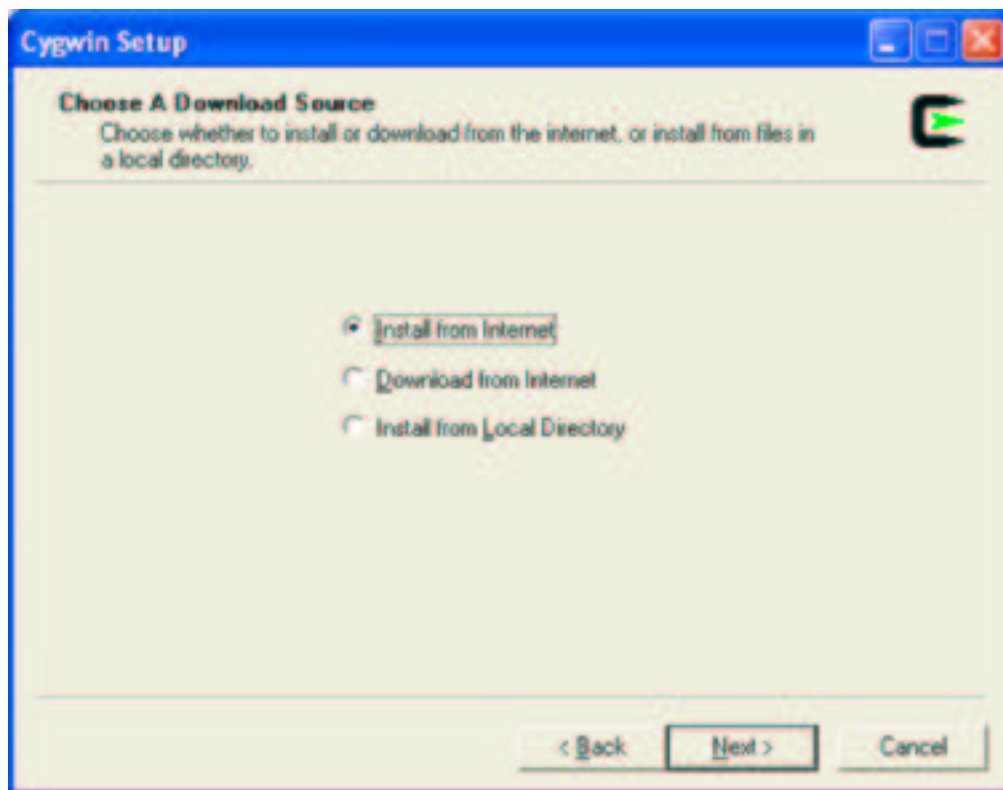 Cygwin Setup
Choose A Download Source
Choose whether to install or download from the internet, or install from files in
a local directory.
Install from Internet
Download from Internet
Install from Local Directory
< Back
Next >
Cancel